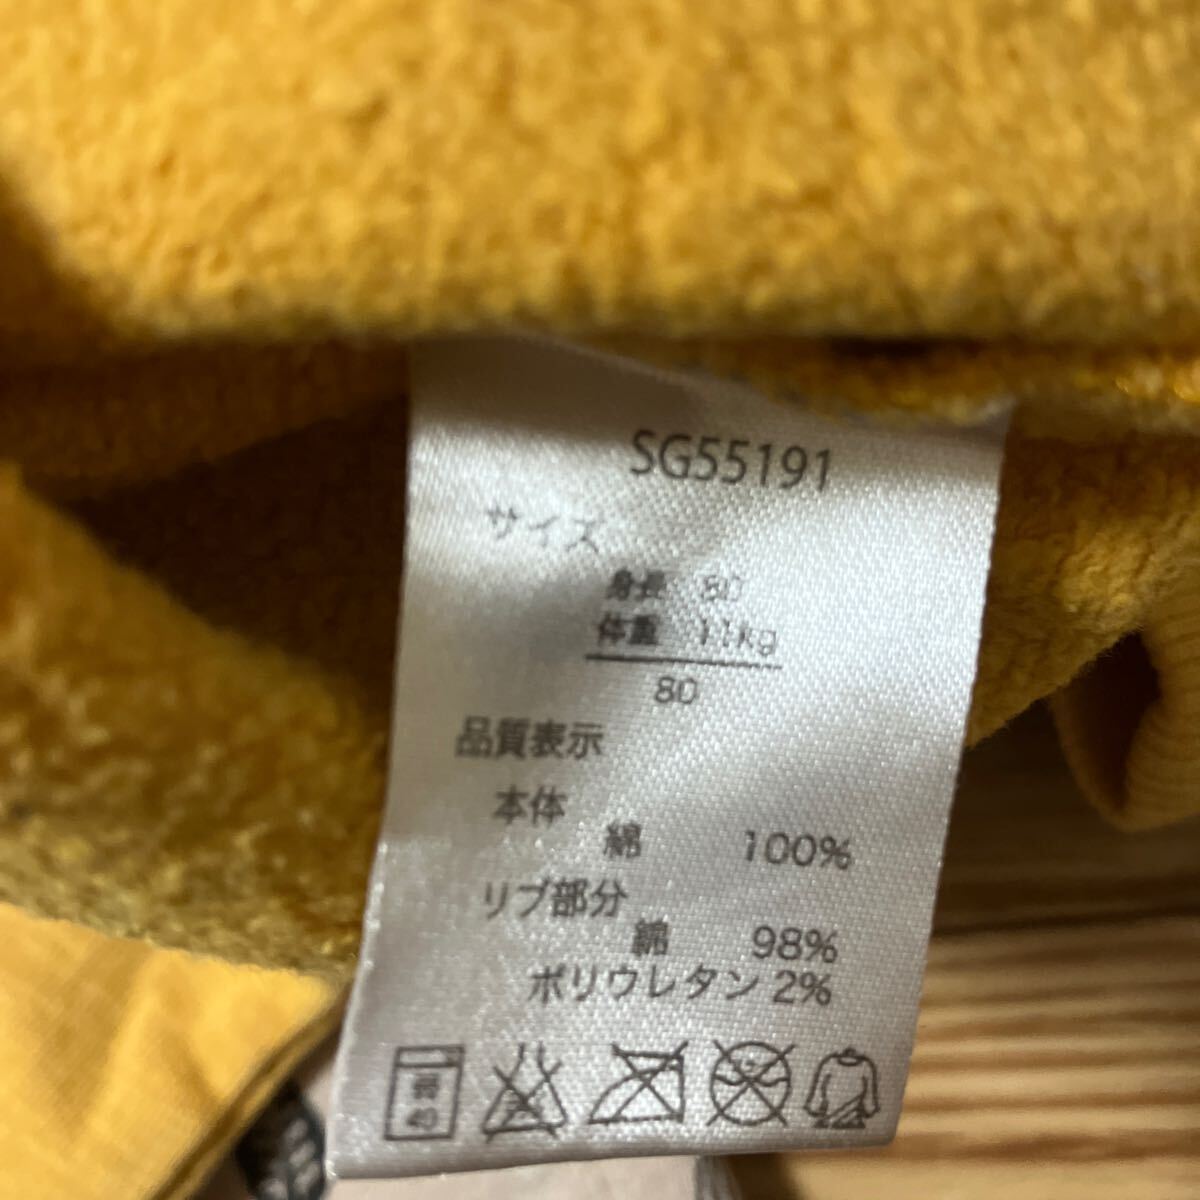 SG55191
サイズ
身長 80
体重 11kg
80
品質表示
本体
綿 100%
リブ部分
綿 98%
ポリウレタン 2%
40